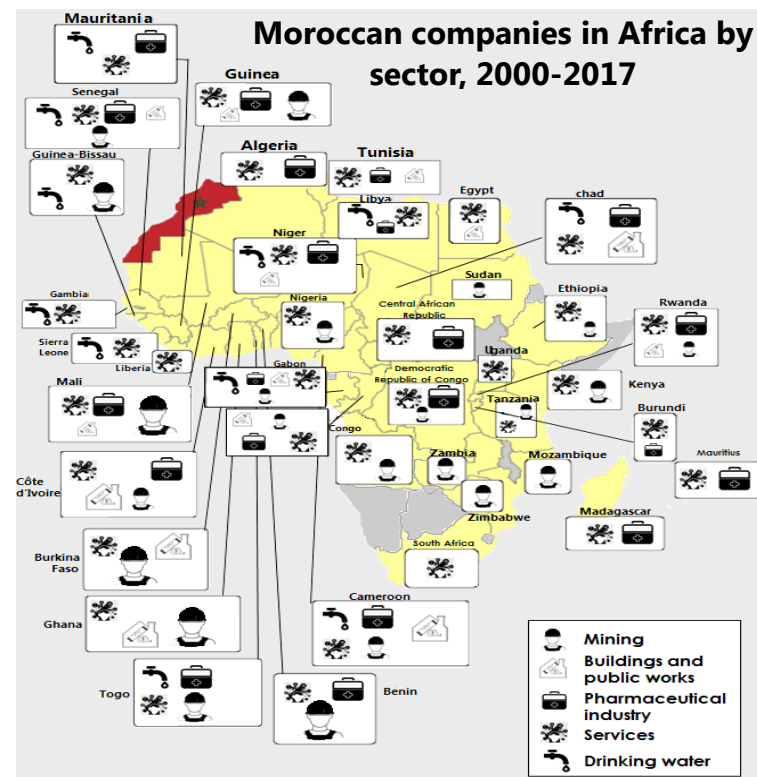 Moroccan companies in Africa by
sector, 2000-2017
Mauritania
Guinea
Senegal
Guinea-Bissau
Algeria
Tunisia
Libya
Egypt
chad
Niger
Sudan
Ethiopia
Gambia
Nigeria
Central African
Republic
Rwanda
Sierra
Leone
Liberia
Uganda
Gabon
Democratic
Republic of Congo
Kenya
Mali
Tanzania
Burundi
Congo
Zambia
Mozambique
Mauritius
Côte
d'Ivoire
Zimbabwe
Madagascar
South Africa
Burkina
Faso
Cameroon
Ghana
Togo
Benin
Mining
Buildings and
public works
Pharmaceutical
industry
Services
Drinking water